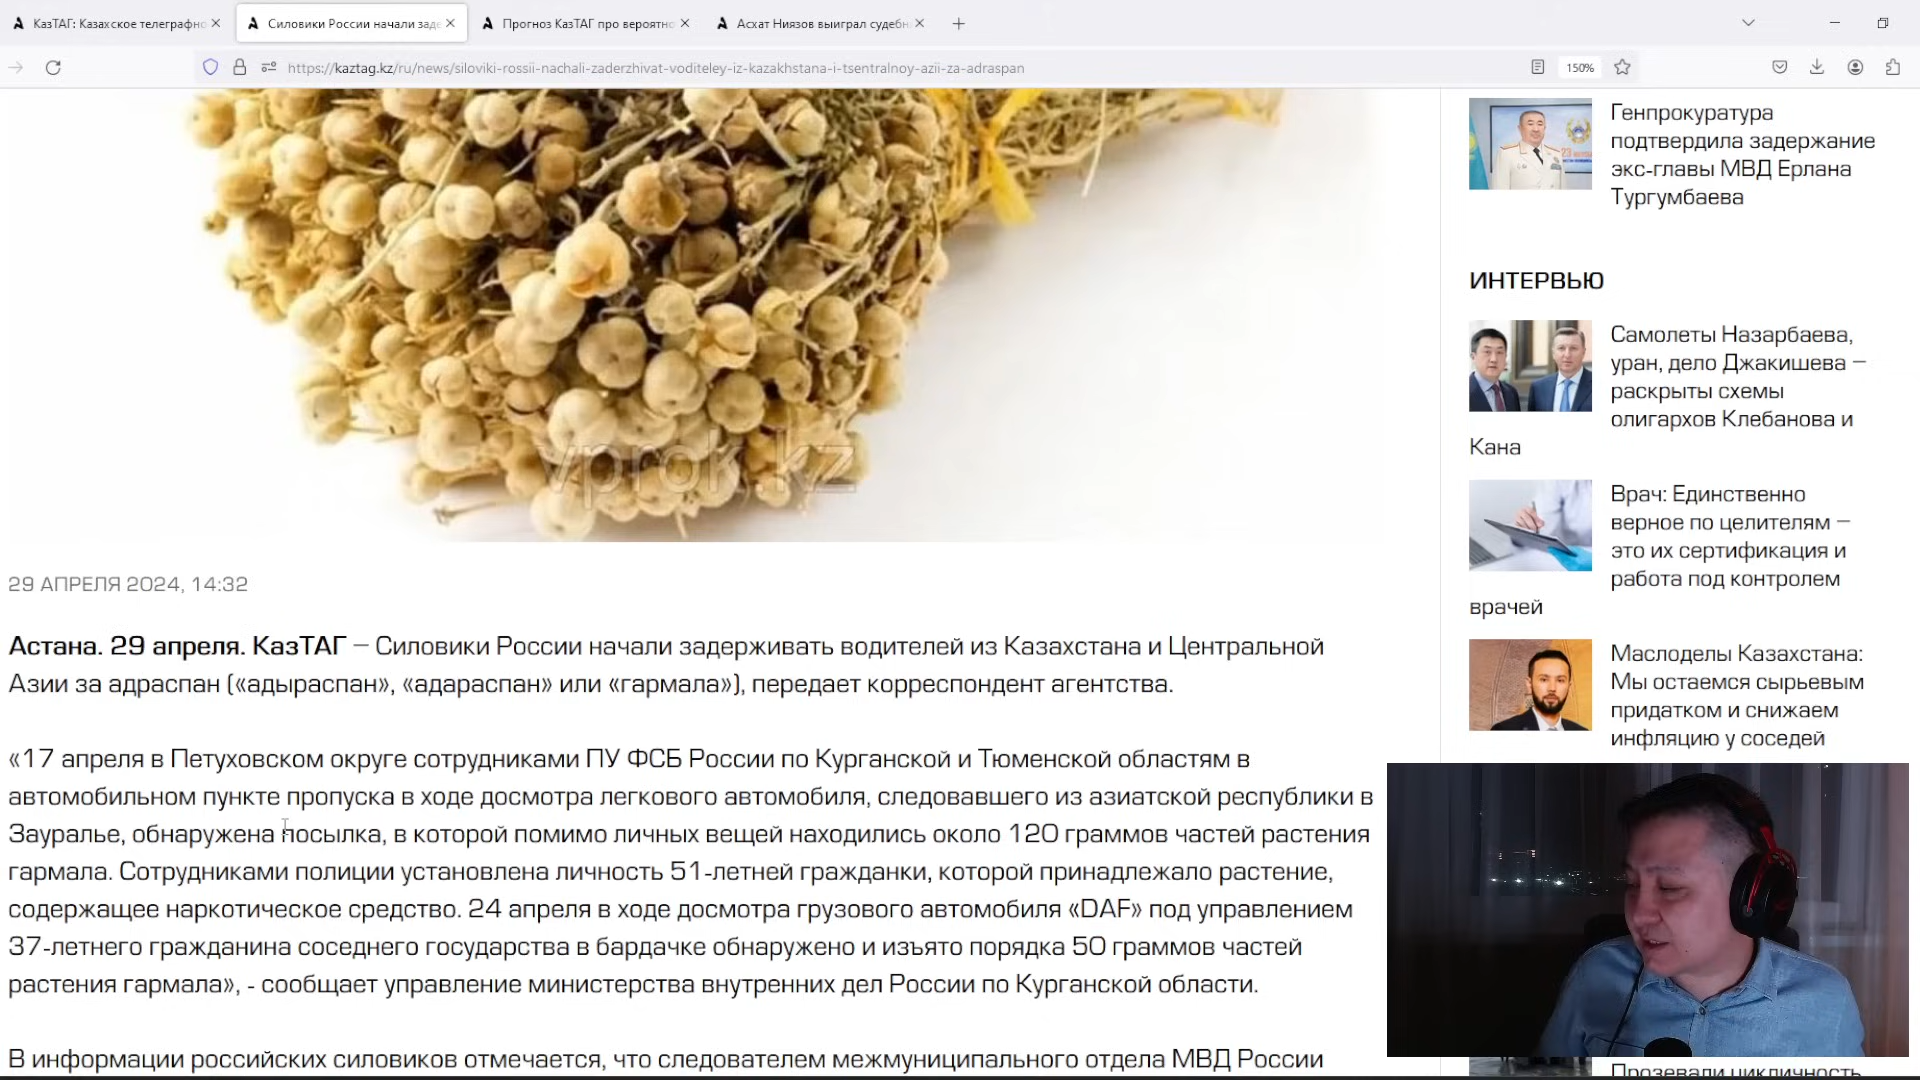 КазТАГ: Казахское телеграфно
Силовики России начали заде
Прогноз КазТАГ про вероятно
Асхат Ниязов выиграл судебн
https://kaztag.kz/ru/news/siloviki-rossii-nachali-zaderzhivat-voditeley-iz-kazakhstana-i-tsentralnoy-azii-za-adraspan
150%
vprok.kz
29 АПРЕЛЯ 2024, 14:32
Астана. 29 апреля. КазТАГ – Силовики России начали задерживать водителей из Казахстана и Центральной
Азии за адраспан («адыраспан», «адараспан» или «гармала»), передает корреспондент агентства.
«17 апреля в Петуховском округе сотрудниками ПУ ФСБ России по Курганской и Тюменской областям в
автомобильном пункте пропуска в ходе досмотра легкового автомобиля, следовавшего из азиатской республики в
Зауралье, обнаружена посылка, в которой помимо личных вещей находились около 120 граммов частей растения
гармала. Сотрудниками полиции установлена личность 51-летней гражданки, которой принадлежало растение,
содержащее наркотическое средство. 24 апреля в ходе досмотра грузового автомобиля «DAF» под управлением
37-летнего гражданина соседнего государства в бардачке обнаружено и изъято порядка 50 граммов частей
растения гармала», - сообщает управление министерства внутренних дел России по Курганской области.
В информации российских силовиков отмечается, что следователем межмуниципального отдела МВД России
Генпрокуратура
подтвердила задержание
экс-главы МВД Ерлана
Тургумбаева
ИНТЕРВЬЮ
Самолеты Назарбаева,
уран, дело Джакишева –
раскрыты схемы
олигархов Клебанова и
Кана
Врач: Единственно
верное по целителям –
это их сертификация и
работа под контролем
врачей
Маслоделы Казахстана:
Мы остаемся сырьевым
придатком и снижаем
инфляцию у соседей
Прозевали цикличность